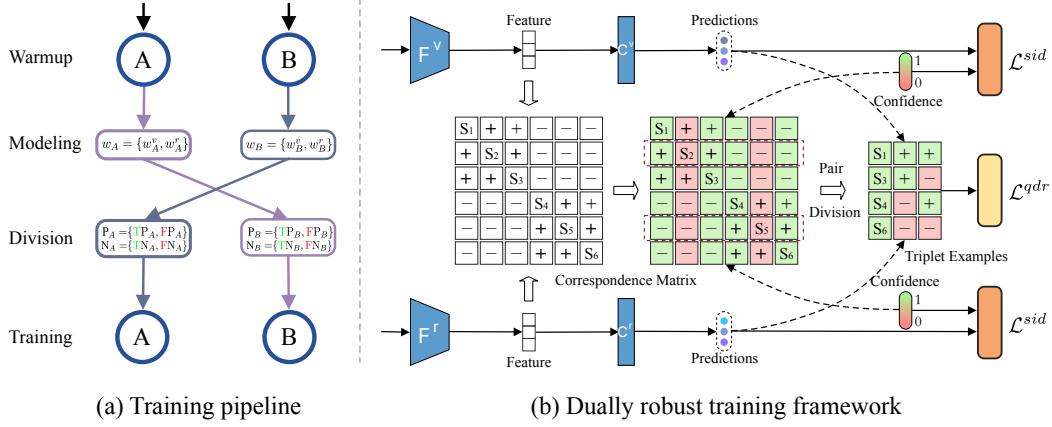 Warmup
A
B
Modeling
w_A = {w_A^v, w_A^r}
w_B = {w_B^v, w_B^r}
Division
P_A={TP_A, FP_A}
N_A={TN_A, FN_A}
P_B={TP_B, FP_B}
N_B={TN_B, FN_B}
Training
A
B
(a) Training pipeline
Feature
Predictions
F^v
C^v
1
0
Confidence
ℒ^{sid}
S1 + + − − −
+ S2 + − − −
+ + S3 − − −
− − − S4 + +
− − − + S5 +
− − − + + S6
Correspondence Matrix
S1 + + − − −
+ S2 + − − −
+ + S3 − − −
− − − S4 + +
− − − + S5 +
− − − + + S6
Pair
Division
S1 + +
S3 + −
S4 − +
S5 − −
Triplet Examples
ℒ^{qdr}
Confidence
1
0
F^r
C^r
Feature
Predictions
ℒ^{sid}
(b) Dually robust training framework